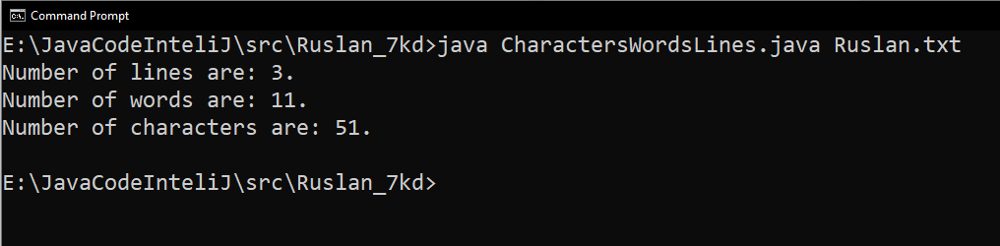 Command Prompt
E:\JavaCodeInteliJ\src\Ruslan_7kd>java CharactersWordsLines.java Ruslan.txt
Number of lines are: 3.
Number of words are: 11.
Number of characters are: 51.
E:\JavaCodeInteliJ\src\Ruslan_7kd>